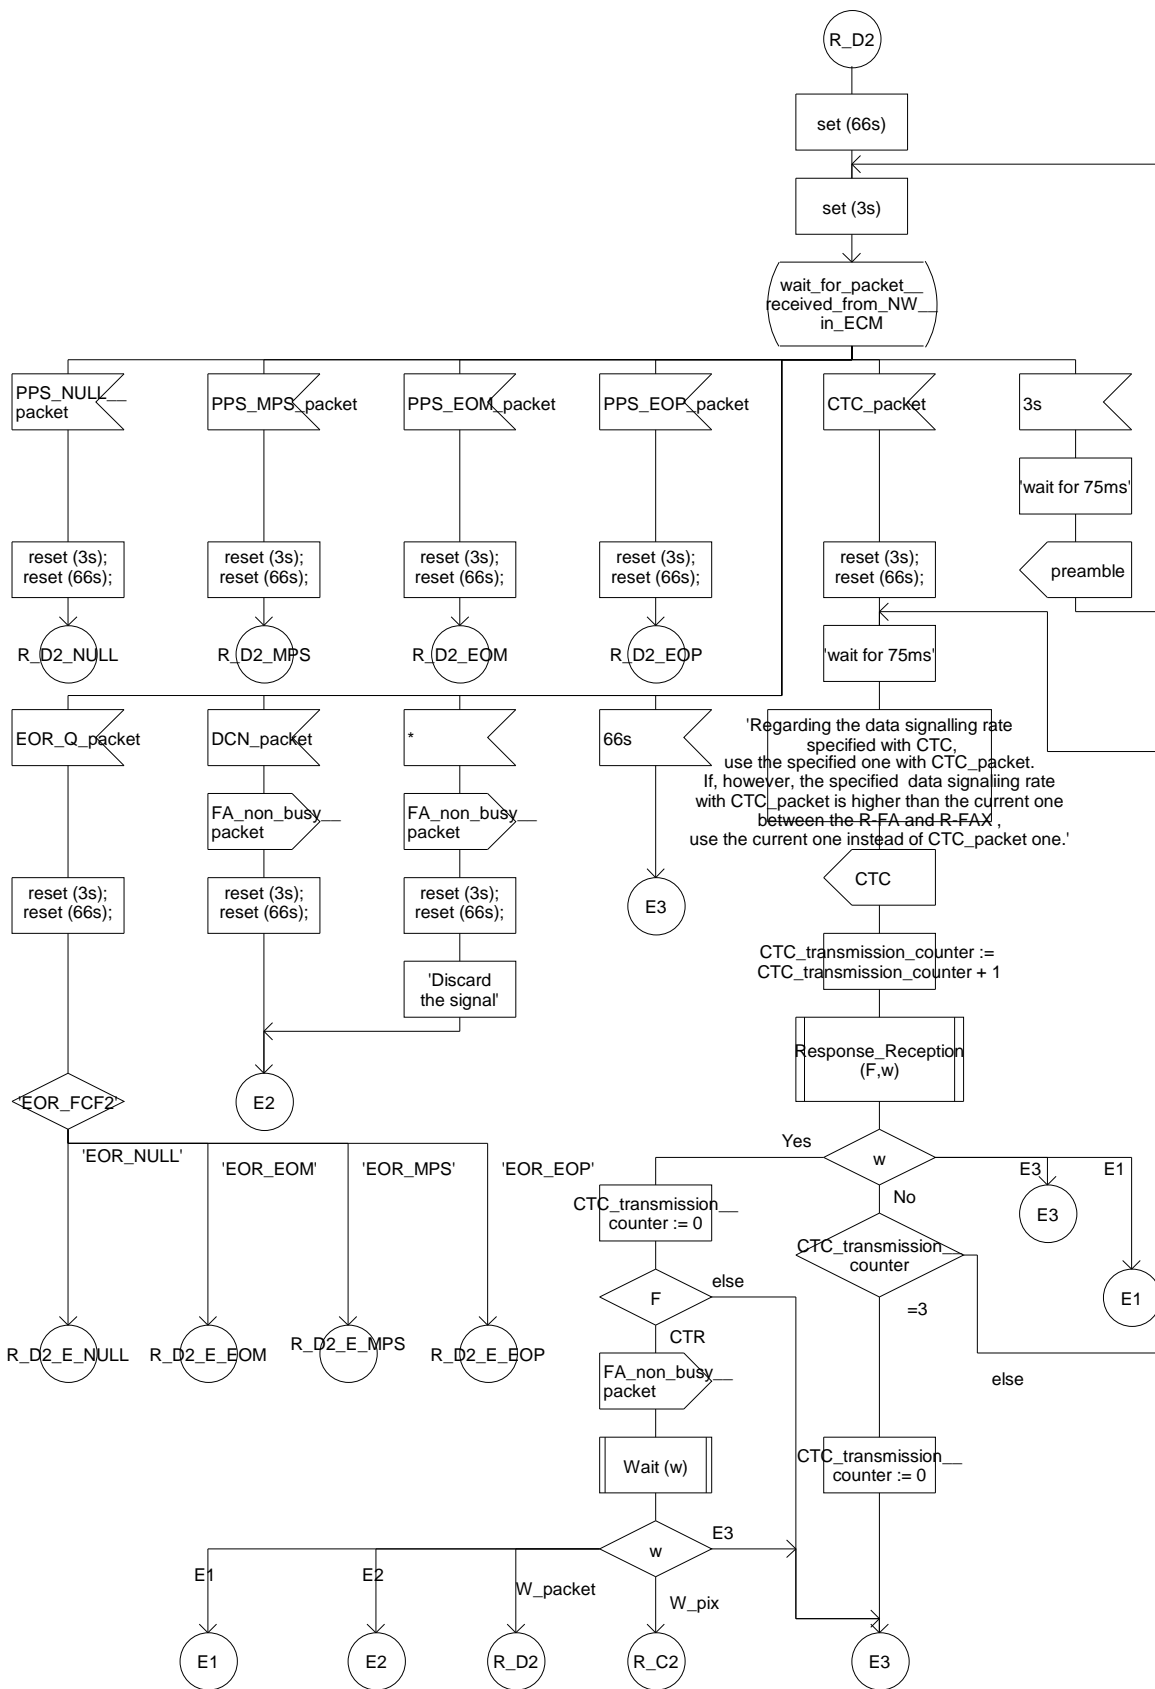 R_D2
set (66s)
set (3s)
wait_for_packet__
received_from_NW__
in_ECM
PPS_NULL__
packet
PPS_MPS_packet
PPS_EOM_packet
PPS_EOP_packet
CTC_packet
3s
'wait for 75ms'
preamble
reset (3s);
reset (66s);
reset (3s);
reset (66s);
reset (3s);
reset (66s);
reset (3s);
reset (66s);
reset (3s);
reset (66s);
R_D2_NULL
R_D2_MPS
R_D2_EOM
R_D2_EOP
'wait for 75ms'
EOR_Q_packet
DCN_packet
*
66s
'Regarding the data signalling rate
specified with CTC,
use the specified one with CTC_packet.
If, however, the specified  data signaliing rate
with CTC_packet is higher than the current one
between the R-FA and R-FAX ,
use the current one instead of CTC_packet one.'
FA_non_busy__
packet
FA_non_busy__
packet
reset (3s);
reset (66s);
reset (3s);
reset (66s);
reset (3s);
reset (66s);
E3
CTC
'Discard
the signal'
CTC_transmission_counter :=
CTC_transmission_counter + 1
Response_Reception
(F,w)
'EOR_FCF2'
E2
'EOR_NULL'
'EOR_EOM'
'EOR_MPS'
'EOR_EOP'
Yes
w
E3
E1
No
CTC_transmission__
counter := 0
E3
CTC_transmission__
counter
else
F
=3
E1
CTR
R_D2_E_NULL
R_D2_E_EOM
R_D2_E_MPS
R_D2_E_EOP
else
FA_non_busy__
packet
Wait (w)
CTC_transmission__
counter := 0
E3
w
E1
E2
W_packet
W_pix
E1
E2
R_D2
R_C2
E3